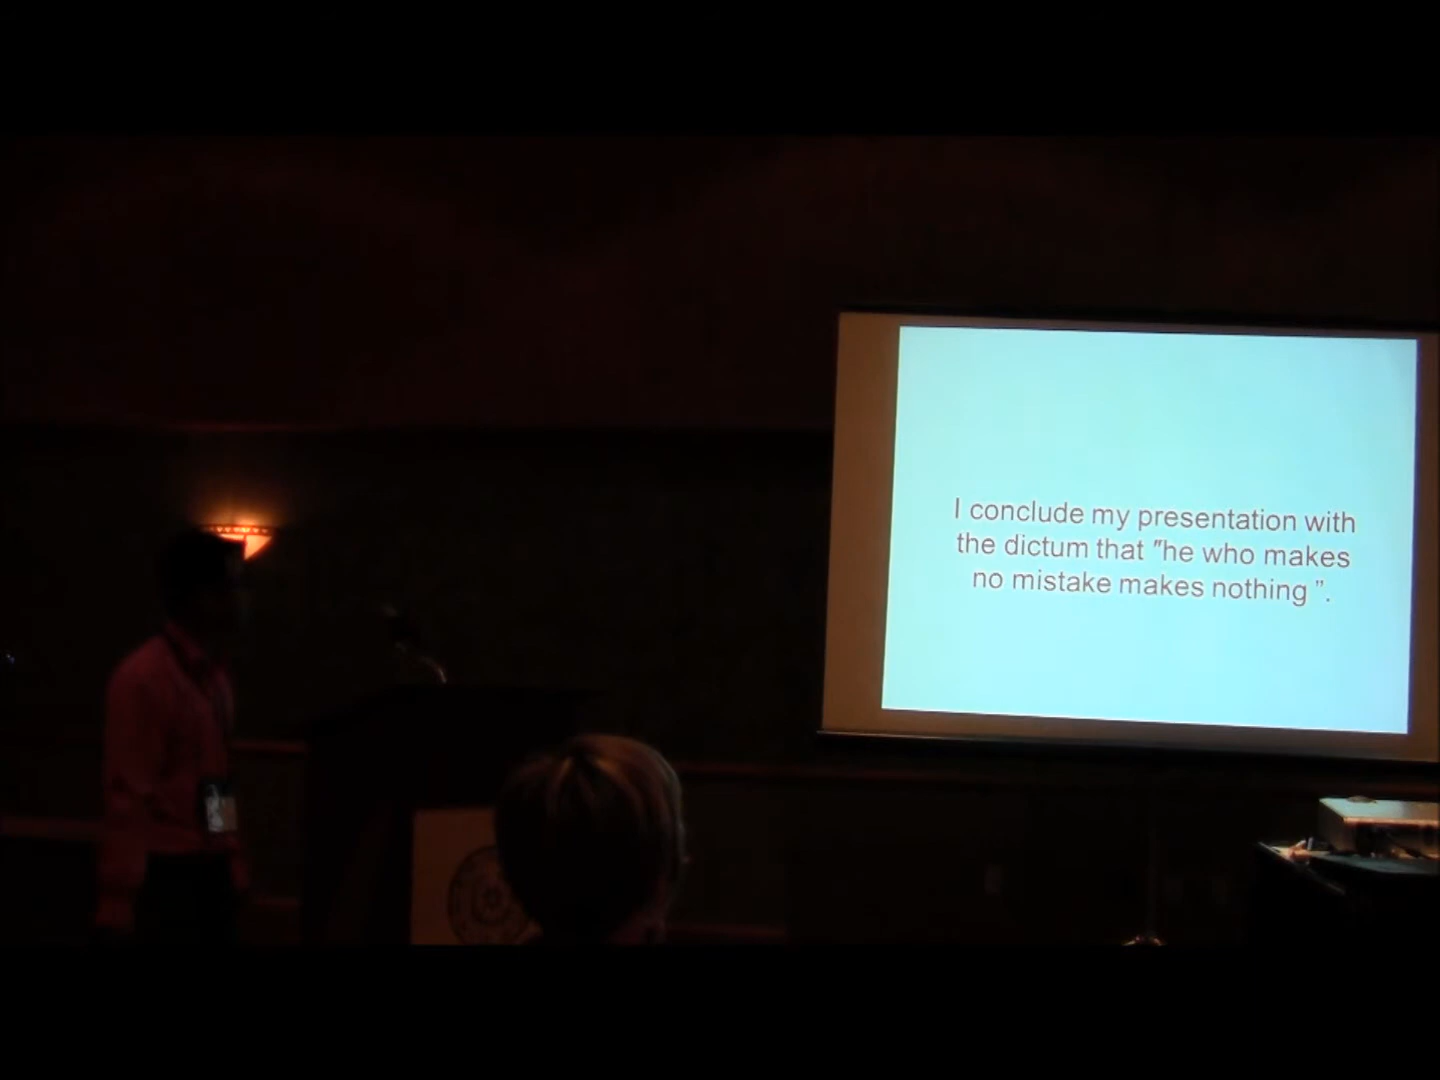 I conclude my presentation with
the dictum that "he who makes
no mistake makes nothing ”.